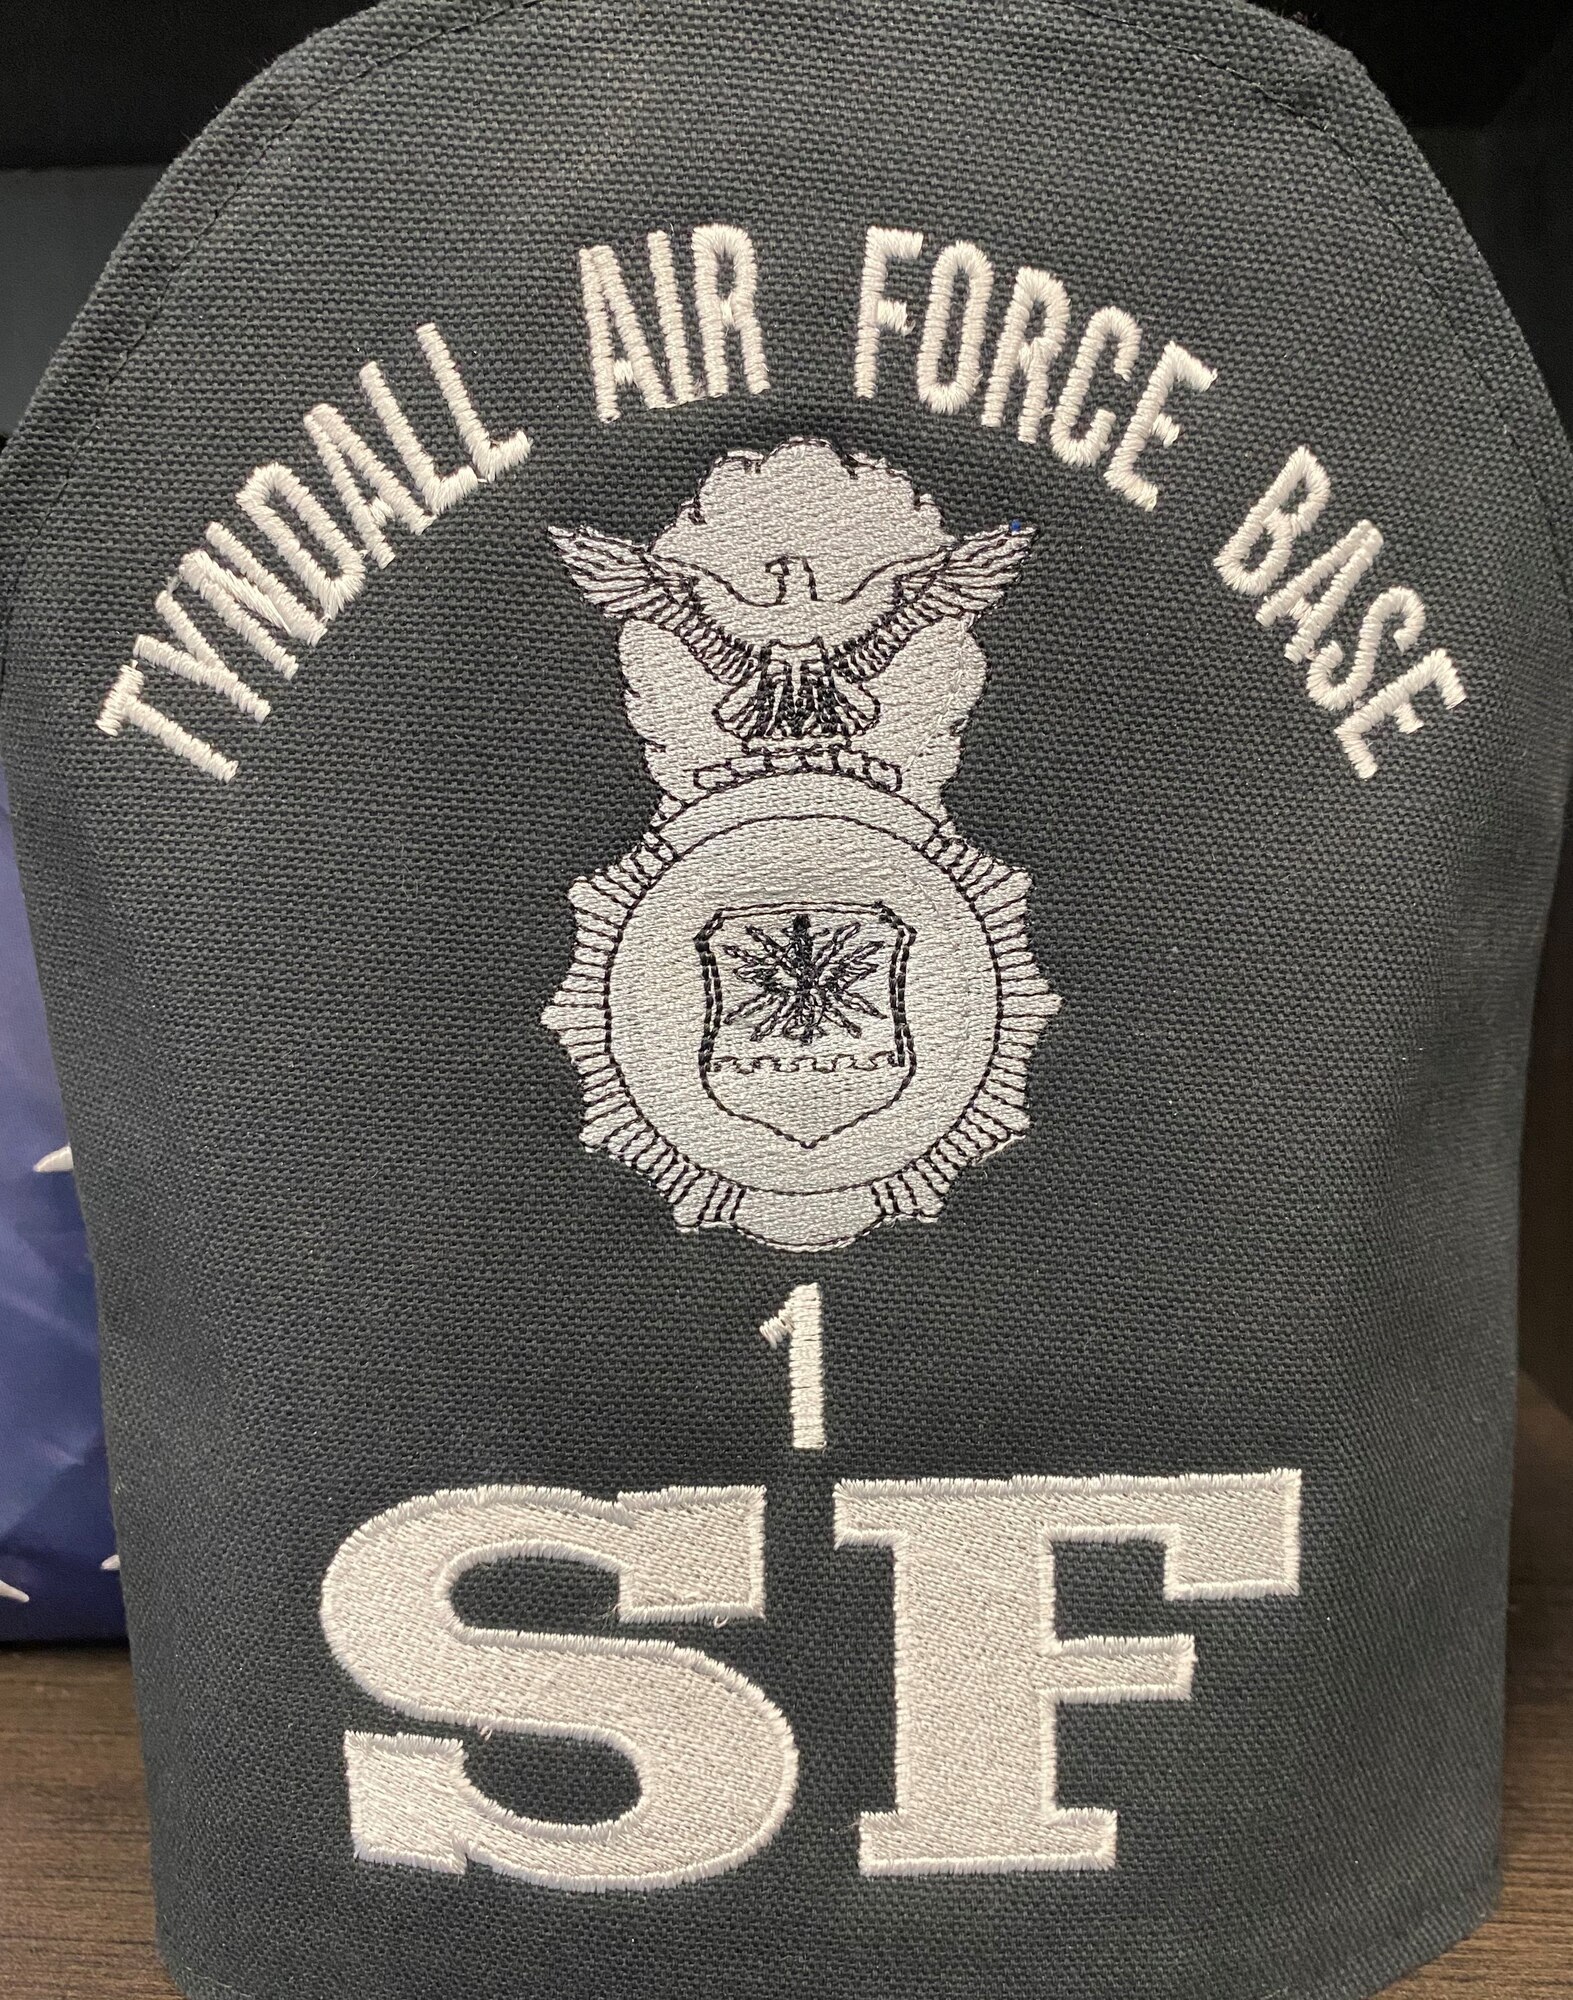 TYNDALL AIR FORCE BASE
1
SF